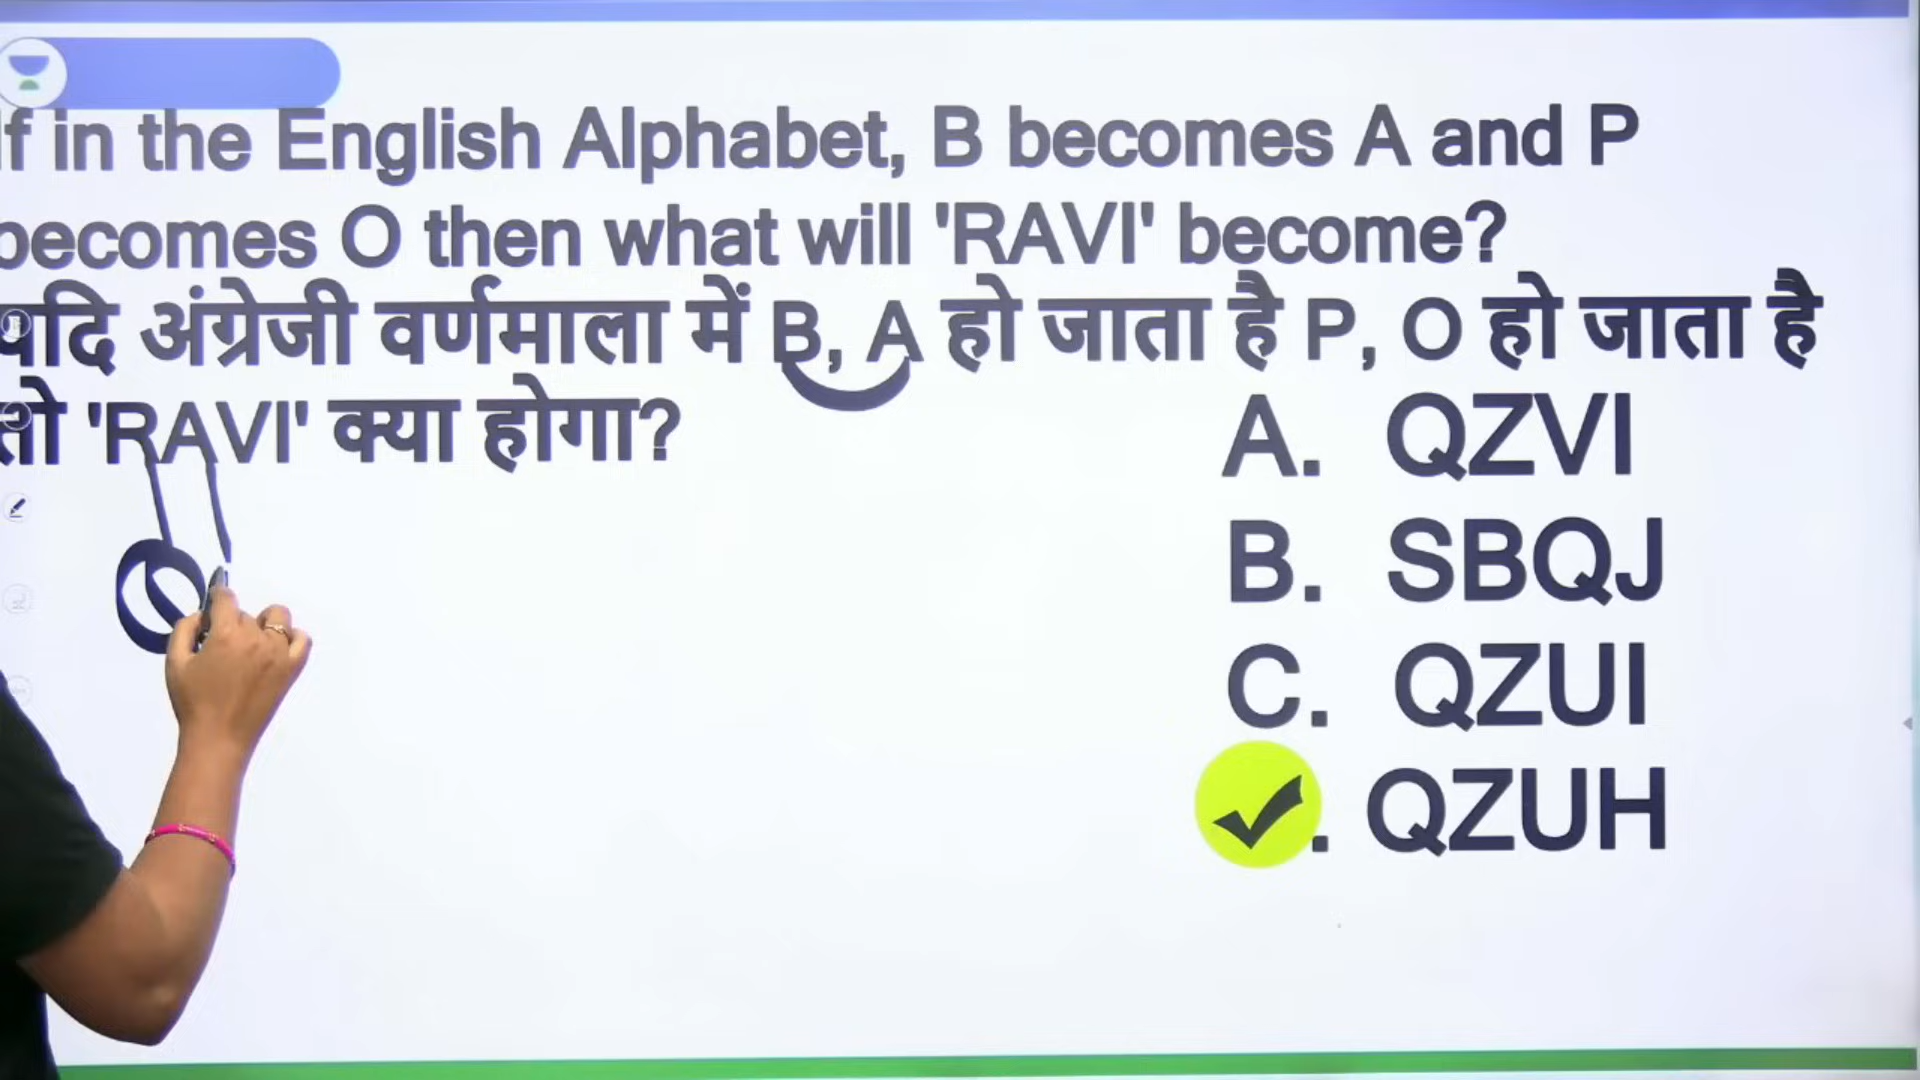 If in the English Alphabet, B becomes A and P
becomes O then what will 'RAVI' become?
यदि अंग्रेजी वर्णमाला में B, A हो जाता है P, O हो जाता है
तो 'RAVI' क्या होगा?
A. QZVI
B. SBQJ
C. QZUI
. QZUH
Q